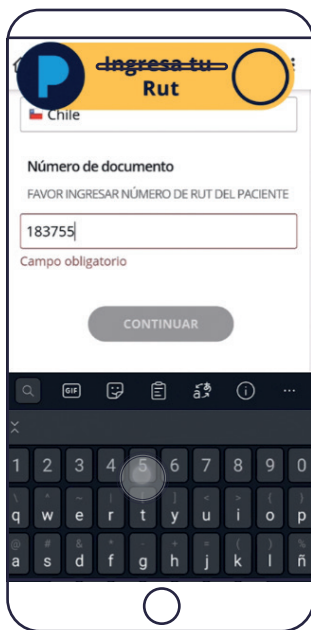 P
Ingresa tu
Rut
Chile
Número de documento
FAVOR INGRESAR NÚMERO DE RUT DEL PACIENTE
183755
Campo obligatorio
CONTINUAR
GIF
1 2 3 4 5 6 7 8 9 0
q w e r t y u i o p
a s d f g h j k l ñ